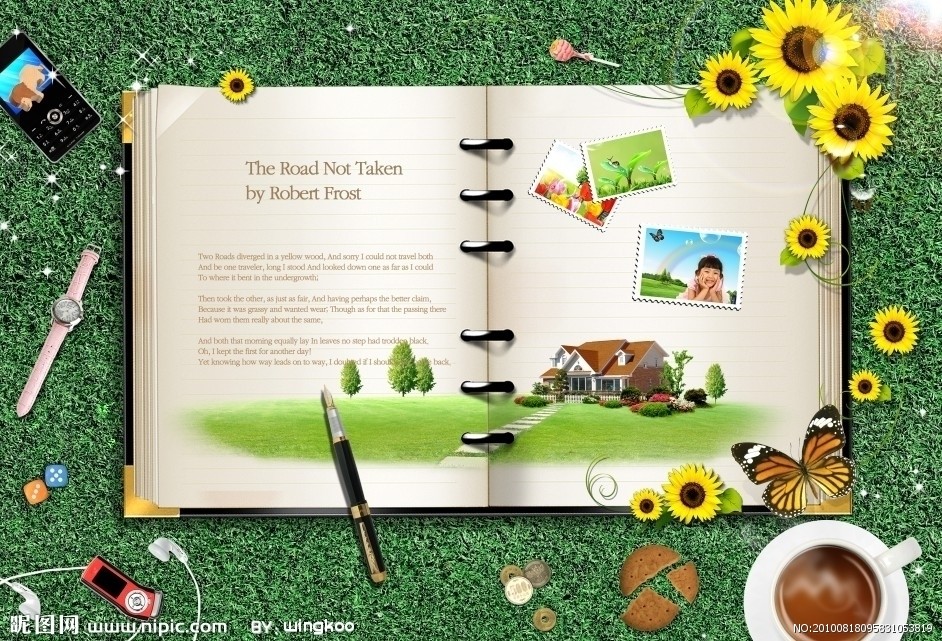 The Road Not Taken
by Robert Frost
Two Roads diverged in a yellow wood, And sorry I could not travel both
And be one traveler, long I stood And looked down one as far as I could
To where it bent in the undergrowth;
Then took the other, as just as fair, And having perhaps the better claim,
Because it was grassy and wanted wear; Though as for that the passing there
Had worn them really about the same,
And both that morning equally lay In leaves no step had trodden black,
Oh, I kept the first for another day!
Yet knowing how way leads on to way, I if I back.
昵图网 www.nipic.com BY. wingkoo
NO:20100818095831053819